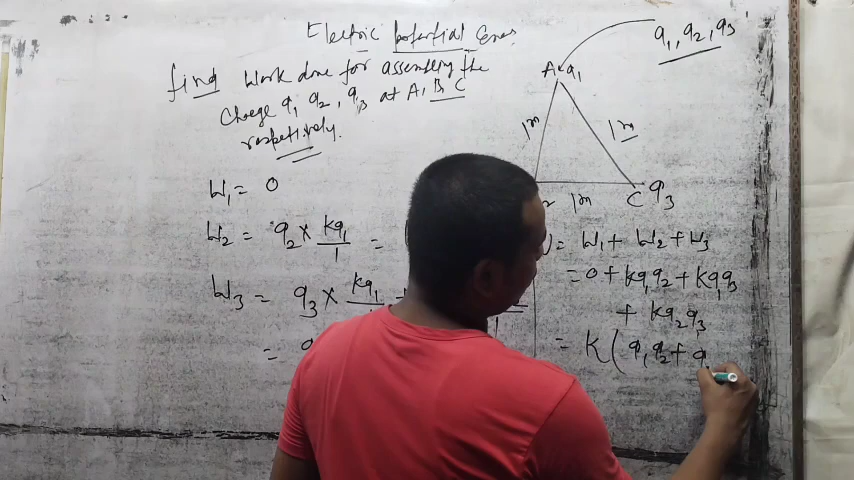 Electric potential Energy
q₁, q₂, q₃
find Work done for assembling the
Charge q₁ q₂, q₃ at A, B C
respetively.
A q₁
1m
1m
1m
C q₃
W₁ = 0
W₂ = q₂ × kq₁/1 =
W₃ = q₃ × kq₁
=
= W₁ + W₂ + W₃
= 0 + kq₁q₂ + kq₁q₃
+ kq₂q₃
= K( q₁q₂ + q